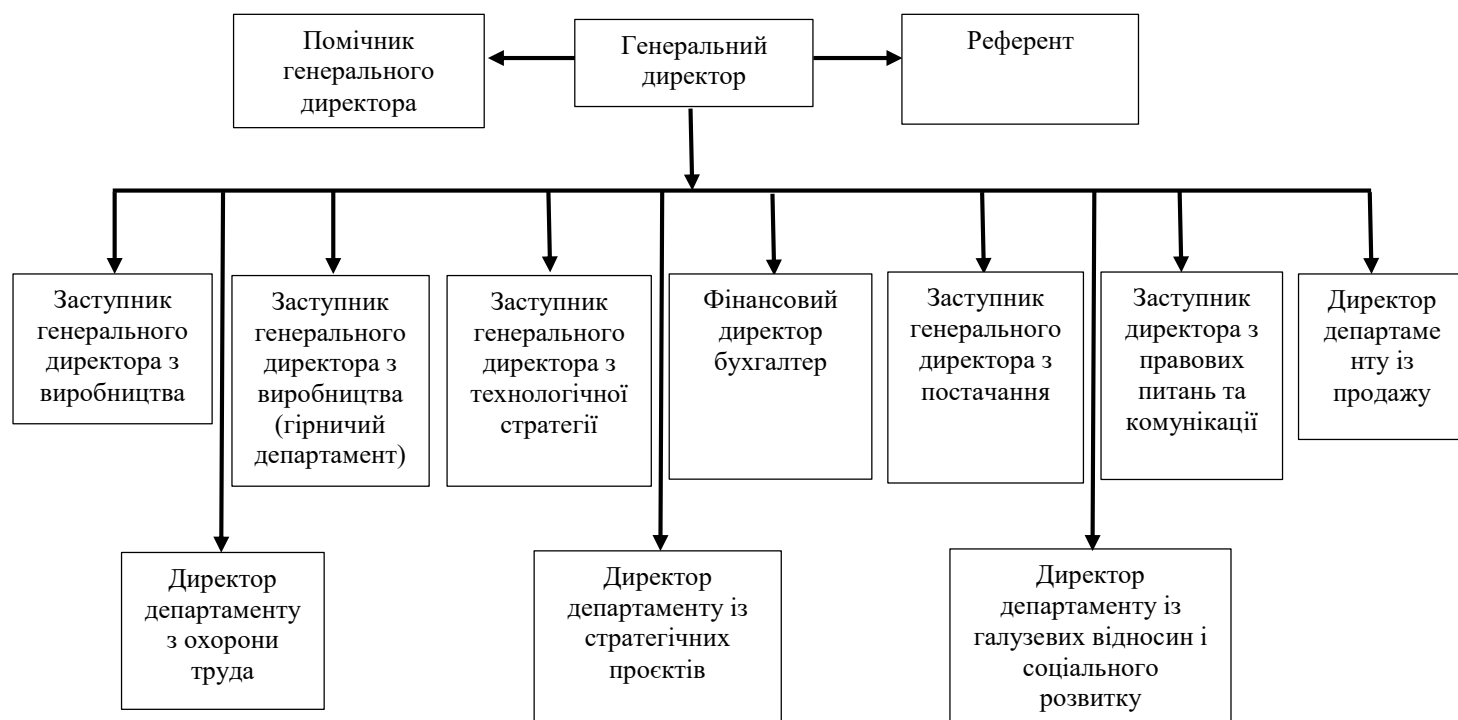 Помічник
генерального
директора
Генеральний
директор
Референт
Заступник
генерального
директора з
виробництва
Заступник
генерального
директора з
виробництва
(гірничий
департамент)
Заступник
генерального
директора з
технологічної
стратегії
Фінансовий
директор
бухгалтер
Заступник
генерального
директора з
постачання
Заступник
директора з
правових
питань та
комунікації
Директор
департаме
нту із
продажу
Директор
департаменту
з охорони
труда
Директор
департаменту із
стратегічних
проєктів
Директор
департаменту із
галузевих відносин і
соціального
розвитку